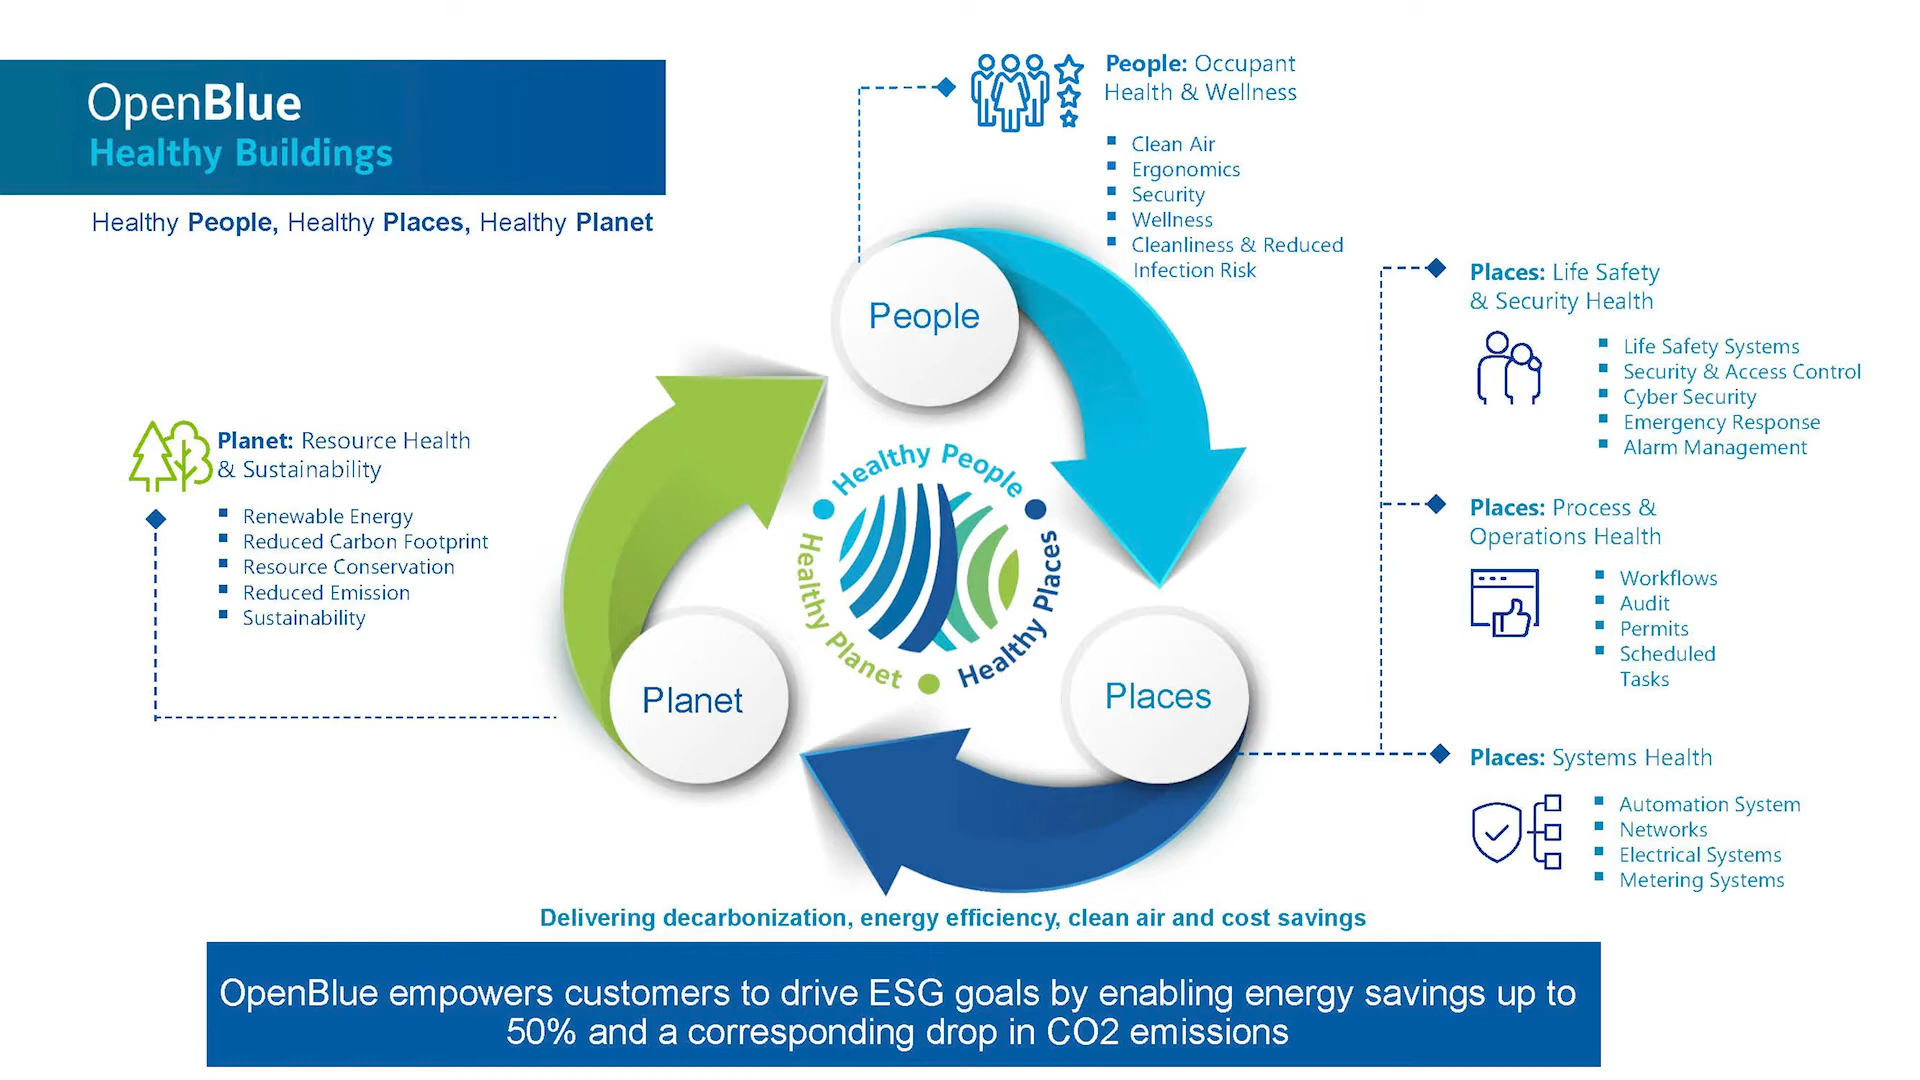 OpenBlue
Healthy Buildings
Healthy People, Healthy Places, Healthy Planet
People: Occupant
Health & Wellness
Clean Air
Ergonomics
Security
Wellness
Cleanliness & Reduced
Infection Risk
Places: Life Safety
& Security Health
Life Safety Systems
Security & Access Control
Cyber Security
Emergency Response
Alarm Management
Places: Process &
Operations Health
Workflows
Audit
Permits
Scheduled
Tasks
Places: Systems Health
Automation System
Networks
Electrical Systems
Metering Systems
Planet: Resource Health
& Sustainability
Renewable Energy
Reduced Carbon Footprint
Resource Conservation
Reduced Emission
Sustainability
People
Places
Planet
Healthy People
Healthy Places
Healthy Planet
Delivering decarbonization, energy efficiency, clean air and cost savings
OpenBlue empowers customers to drive ESG goals by enabling energy savings up to
50% and a corresponding drop in CO2 emissions